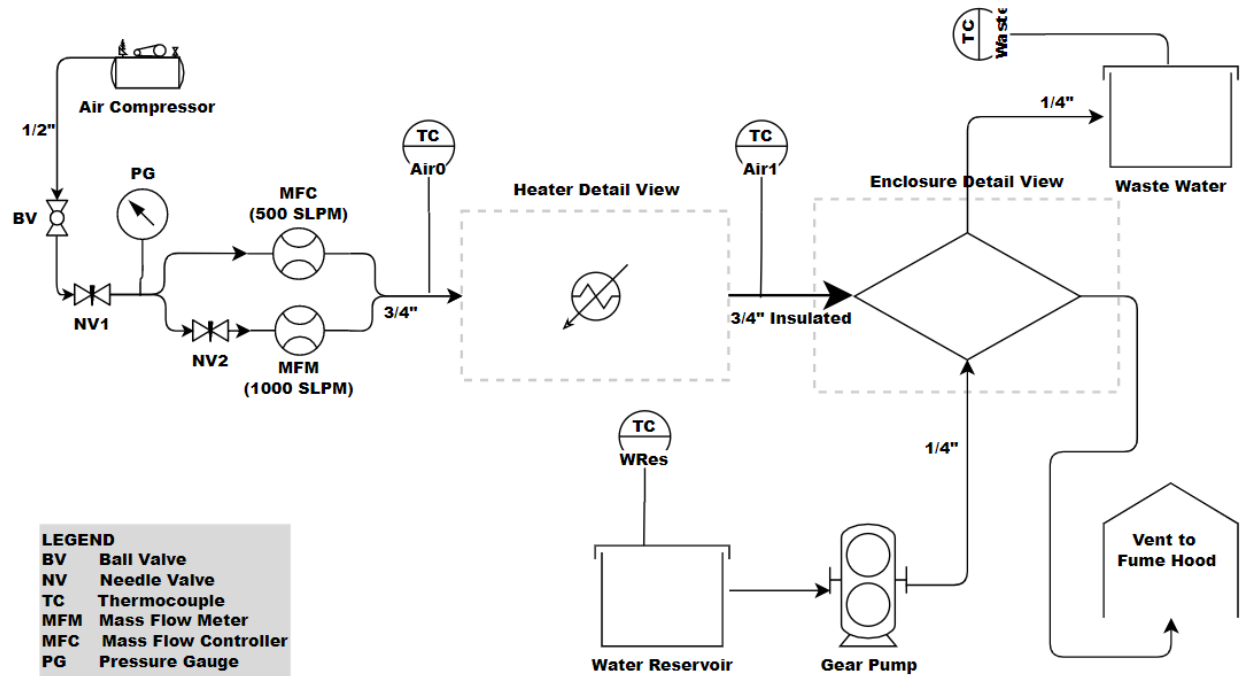 TC
Waste
Air Compressor
1/2"
1/4"
TC
Air0
TC
Air1
PG
Heater Detail View
Enclosure Detail View
Waste Water
MFC
(500 SLPM)
BV
NV1
3/4"
3/4" Insulated
NV2
MFM
(1000 SLPM)
TC
WRes
1/4"
Vent to
Fume Hood
LEGEND
BV Ball Valve
NV Needle Valve
TC Thermocouple
MFM Mass Flow Meter
MFC Mass Flow Controller
PG Pressure Gauge
Water Reservoir
Gear Pump